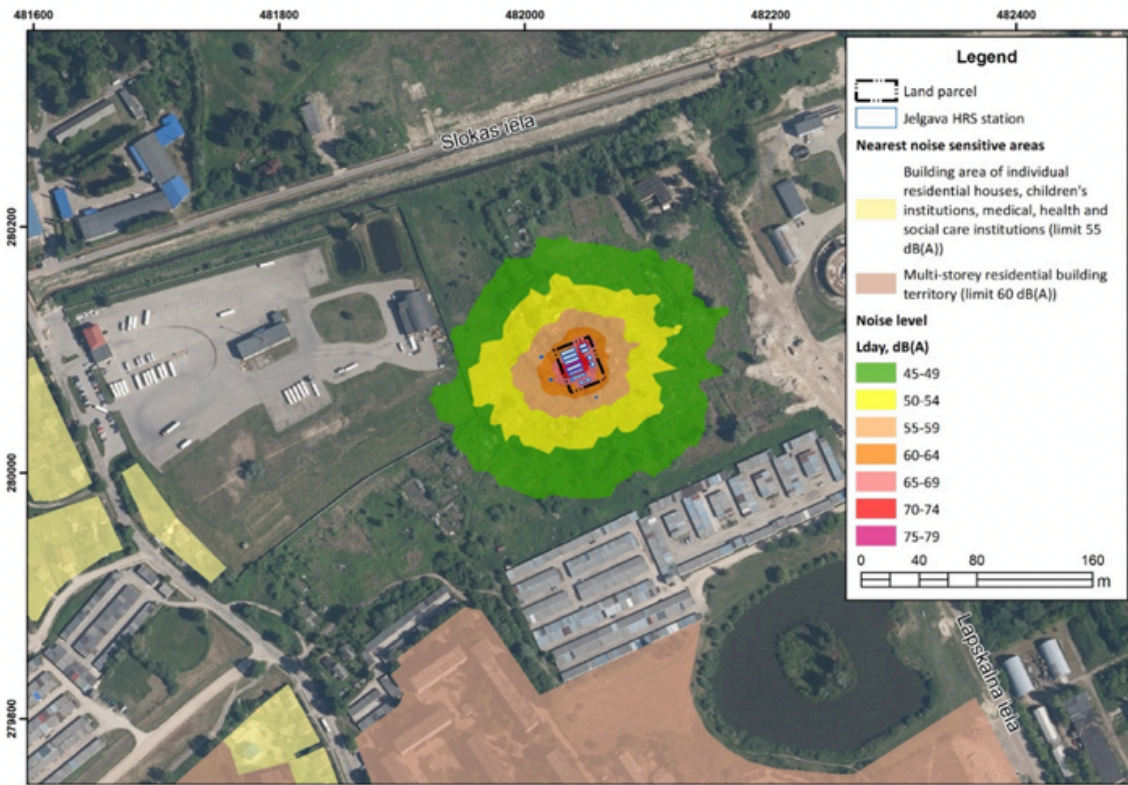 481600
481800
482000
482200
482400
280200
280000
279800
Slokas iela
Lapskalna iela
Legend
Land parcel
Jelgava HRS station
Nearest noise sensitive areas
Building area of individual
residential houses, children's
institutions, medical, health and
social care institutions (limit 55
dB(A))
Multi-storey residential building
territory (limit 60 dB(A))
Noise level
Lday, dB(A)
45-49
50-54
55-59
60-64
65-69
70-74
75-79
0
40
80
160
m